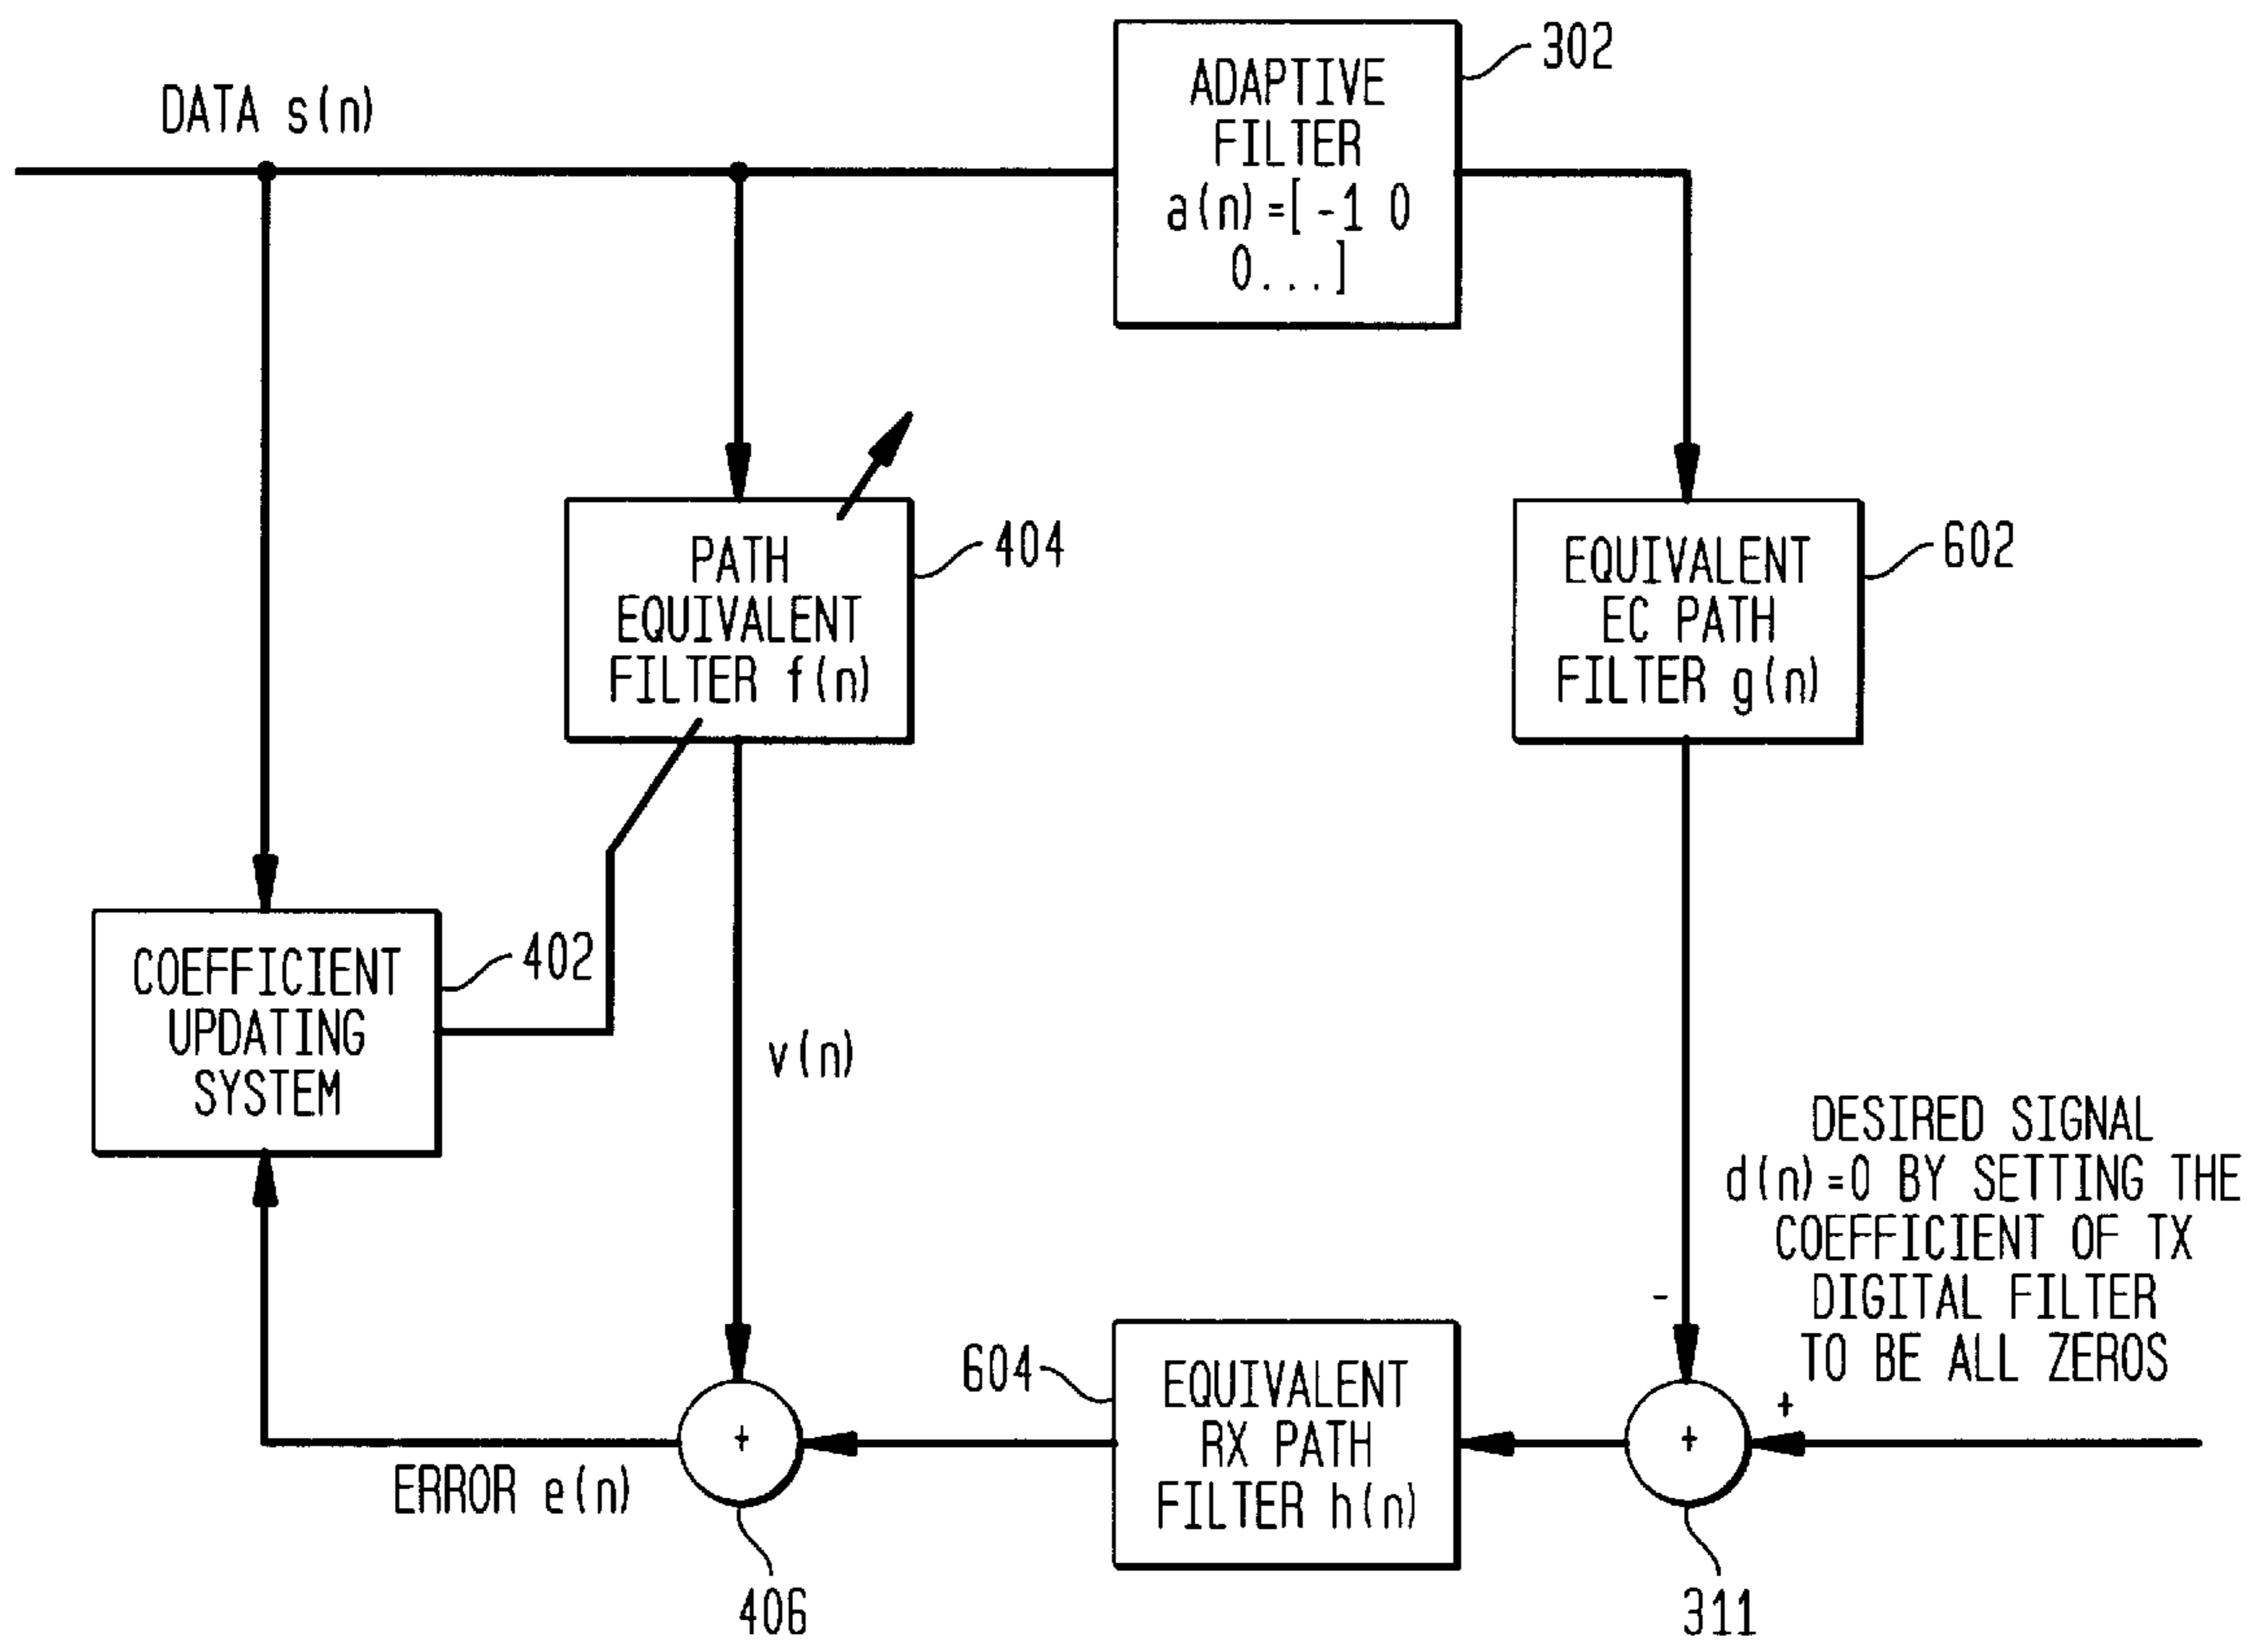 DATA s(n)
ADAPTIVE
FILTER
a(n)=[ -1 0
0...]
302
PATH
EQUIVALENT
FILTER f(n)
404
EQUIVALENT
EC PATH
FILTER g(n)
602
COEFFICIENT
UPDATING
SYSTEM
402
v(n)
DESIRED SIGNAL
d(n)=0 BY SETTING THE
COEFFICIENT OF TX
DIGITAL FILTER
TO BE ALL ZEROS
-
+
604
EQUIVALENT
RX PATH
FILTER h(n)
+
+
ERROR e(n)
406
311